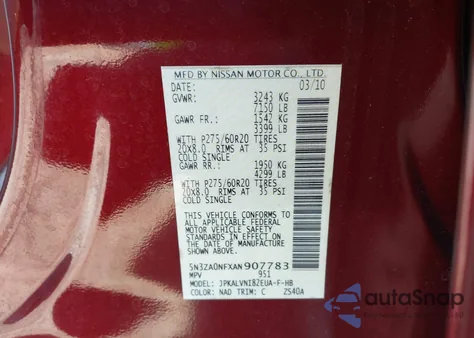 MFD BY NISSAN MOTOR CO., LTD.
DATE: 03/10
GVWR: 3243 KG
7150 LB
GAWR FR.: 1542 KG
3399 LB
WITH P275/60R20 TIRES
20X8.0 RIMS AT 35 PSI
COLD SINGLE
GAWR RR.: 1950 KG
4299 LB
WITH P275/60R20 TIRES
20X8.0 RIMS AT 35 PSI
COLD SINGLE
THIS VEHICLE CONFORMS TO
ALL APPLICABLE FEDERAL
MOTOR VEHICLE SAFETY
STANDARDS IN EFFECT ON
THE DATE OF MANUFACTURE
SHOWN ABOVE.
5N3ZA0NFXAN907783
MPV 951
MODEL: JPKALVNI8ZEUA-F-HB
COLOR: NAD TRIM: C ZS40A
autoSnap